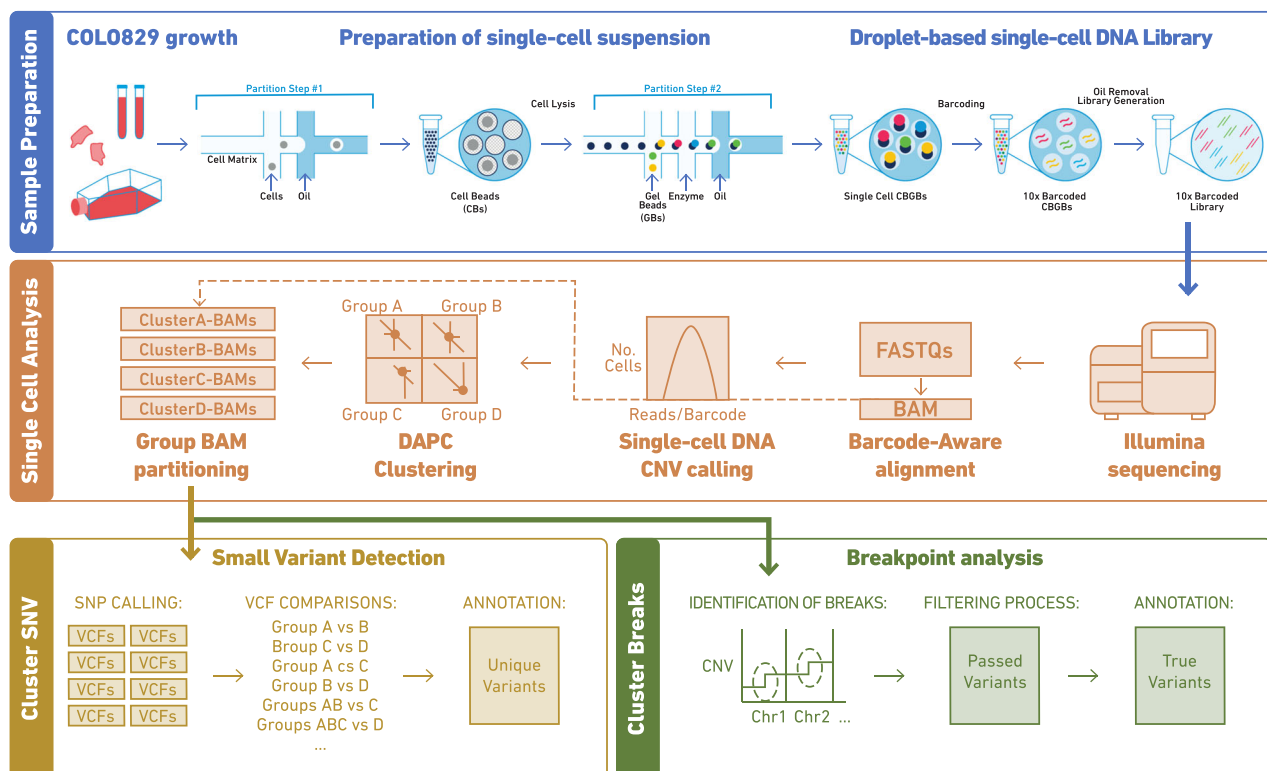 Sample Preparation
COLO829 growth
Preparation of single-cell suspension
Droplet-based single-cell DNA Library
Partition Step #1
Cell Matrix
Cells
Oil
Cell Beads
(CBs)
Cell Lysis
Partition Step #2
Gel
Beads
(GBs)
Enzyme
Oil
Single Cell CBGBs
Barcoding
10x Barcoded
CBGBs
Oil Removal
Library Generation
10x Barcoded
Library
Single Cell Analysis
ClusterA-BAMs
ClusterB-BAMs
ClusterC-BAMs
ClusterD-BAMs
Group BAM
partitioning
Group A
Group B
Group C
Group D
DAPC
Clustering
No.
Cells
Reads/Barcode
Single-cell DNA
CNV calling
FASTQs
BAM
Barcode-Aware
alignment
Illumina
sequencing
Cluster SNV
Small Variant Detection
SNP CALLING:
VCFs VCFs
VCFs VCFs
VCFs VCFs
VCFs VCFs
VCF COMPARISONS:
Group A vs B
Broup C vs D
Group A cs C
Group B vs D
Groups AB vs C
Groups ABC vs D
...
ANNOTATION:
Unique
Variants
Cluster Breaks
Breakpoint analysis
IDENTIFICATION OF BREAKS:
CNV
Chr1 Chr2 ...
FILTERING PROCESS:
Passed
Variants
ANNOTATION:
True
Variants